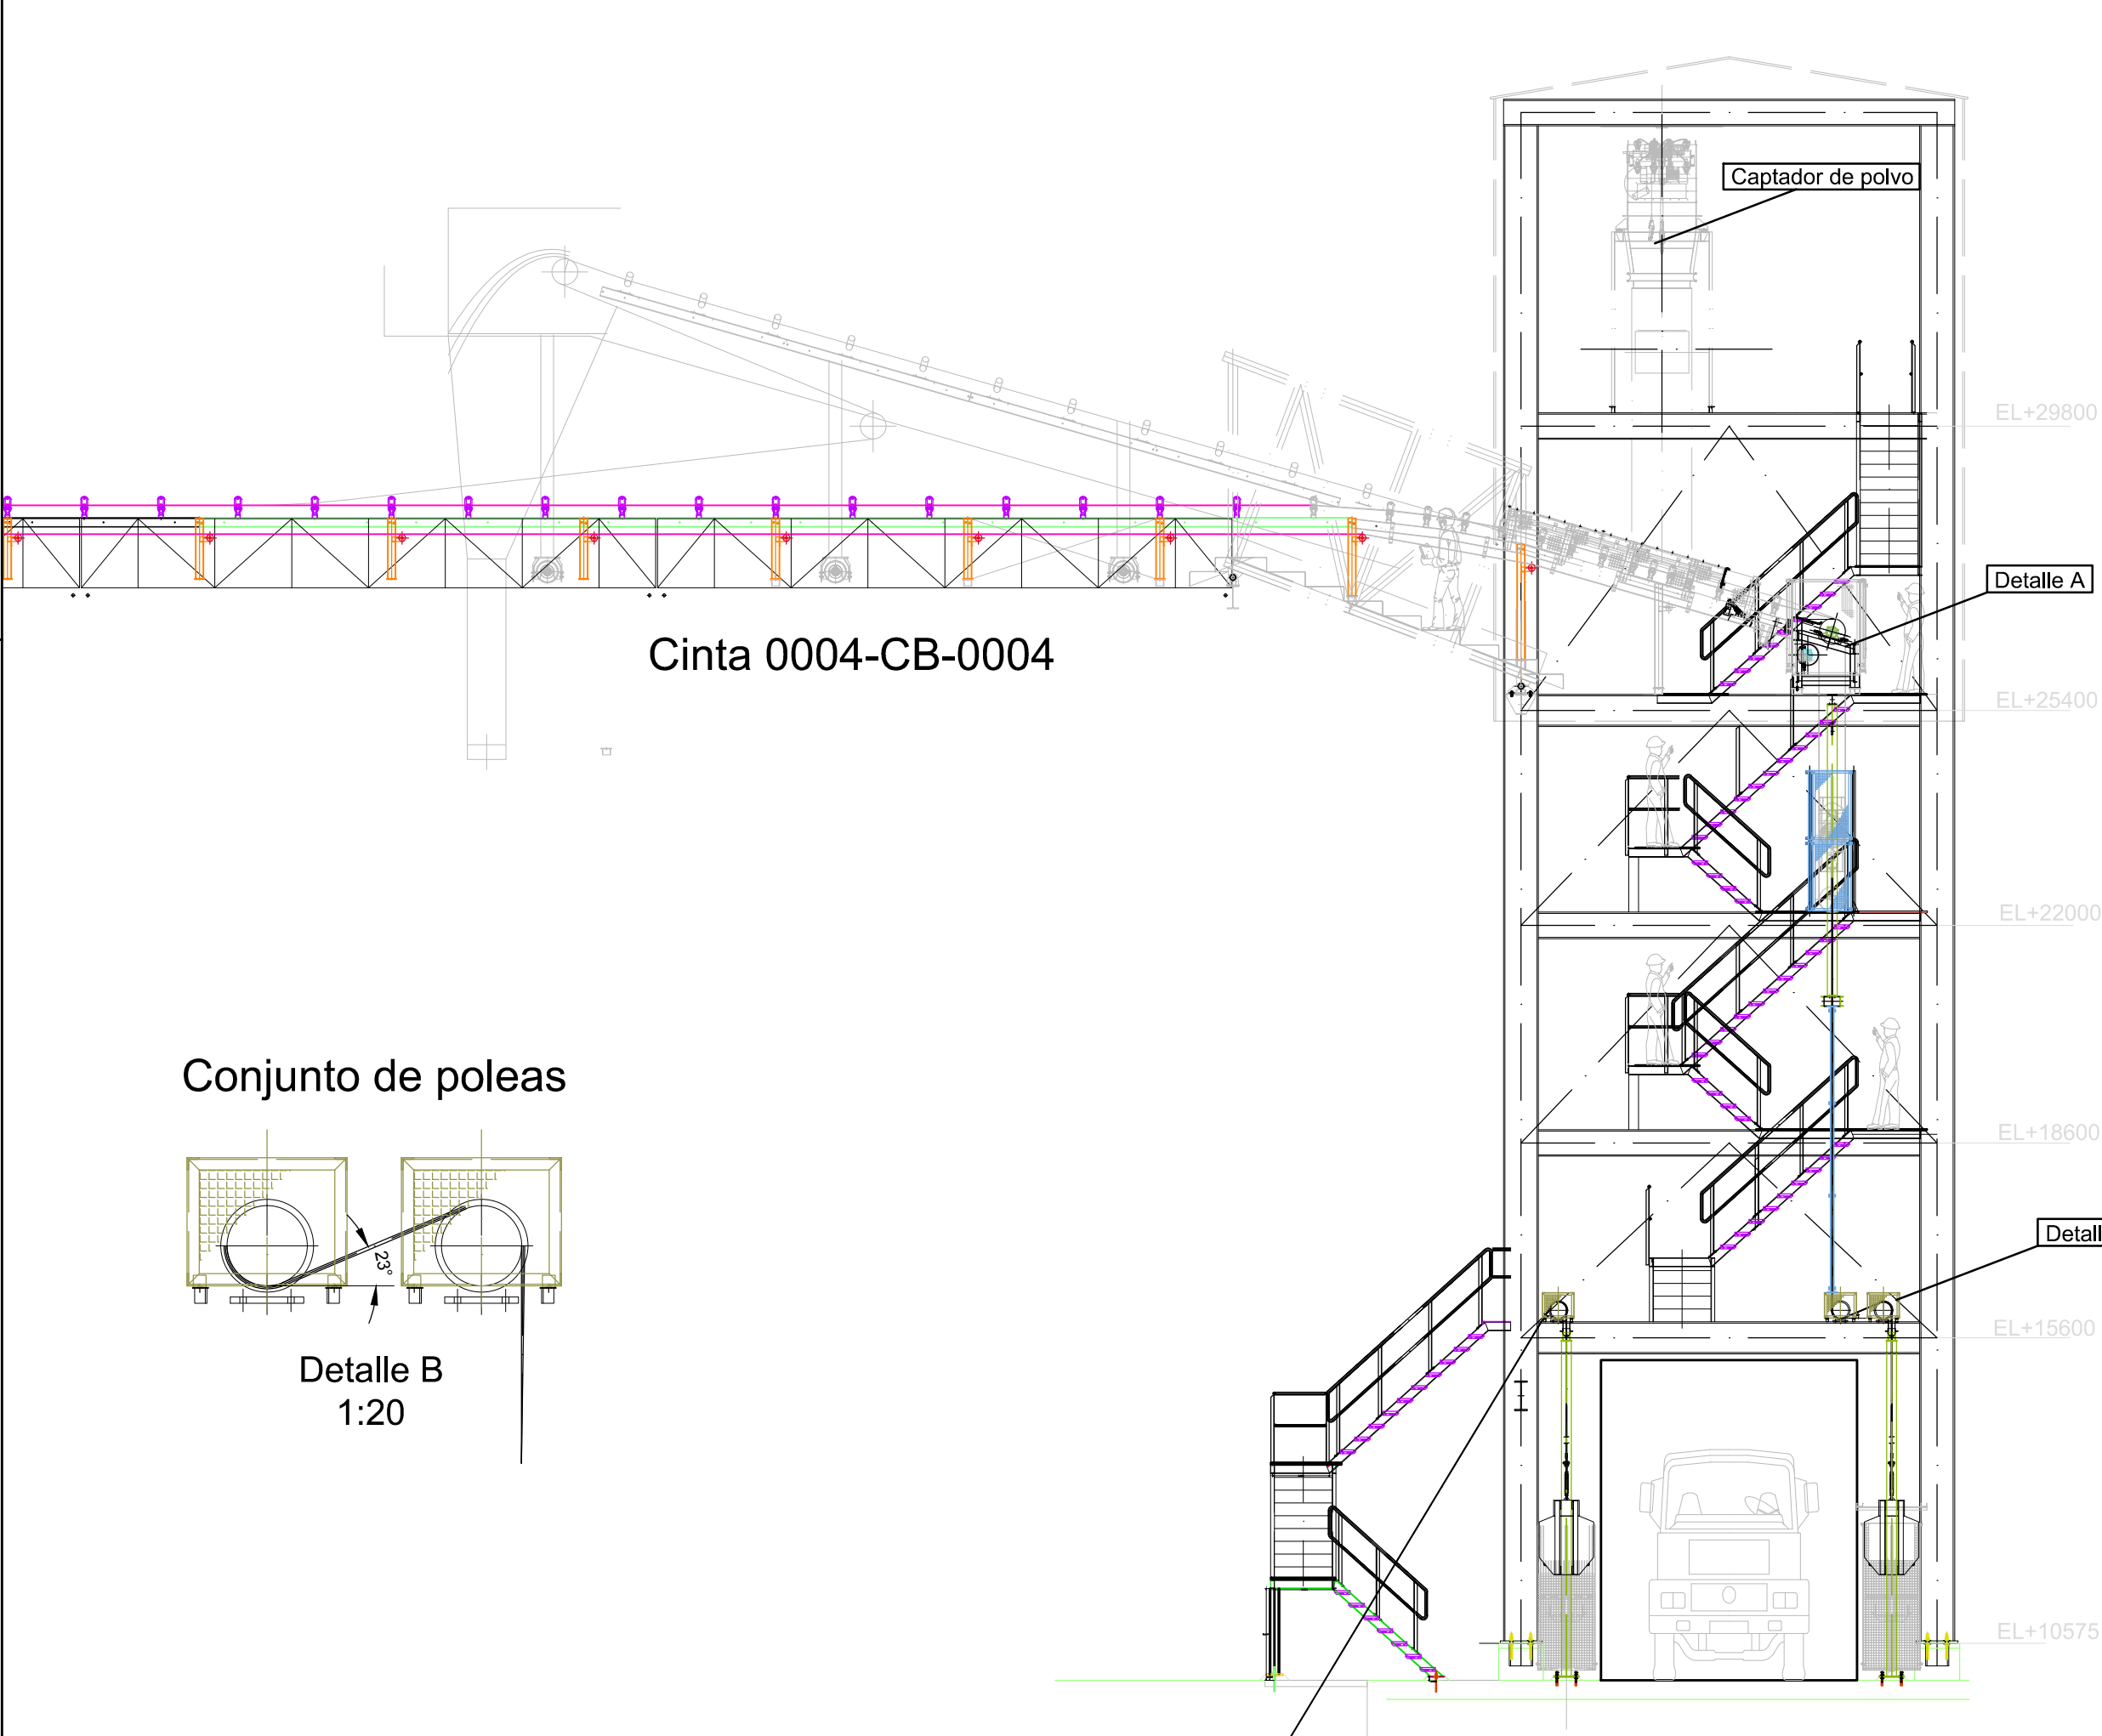 Captador de polvo
EL+29800
Detalle A
Cinta 0004-CB-0004
EL+25400
EL+22000
Conjunto de poleas
EL+18600
23°
Detall
EL+15600
Detalle B
1:20
EL+10575